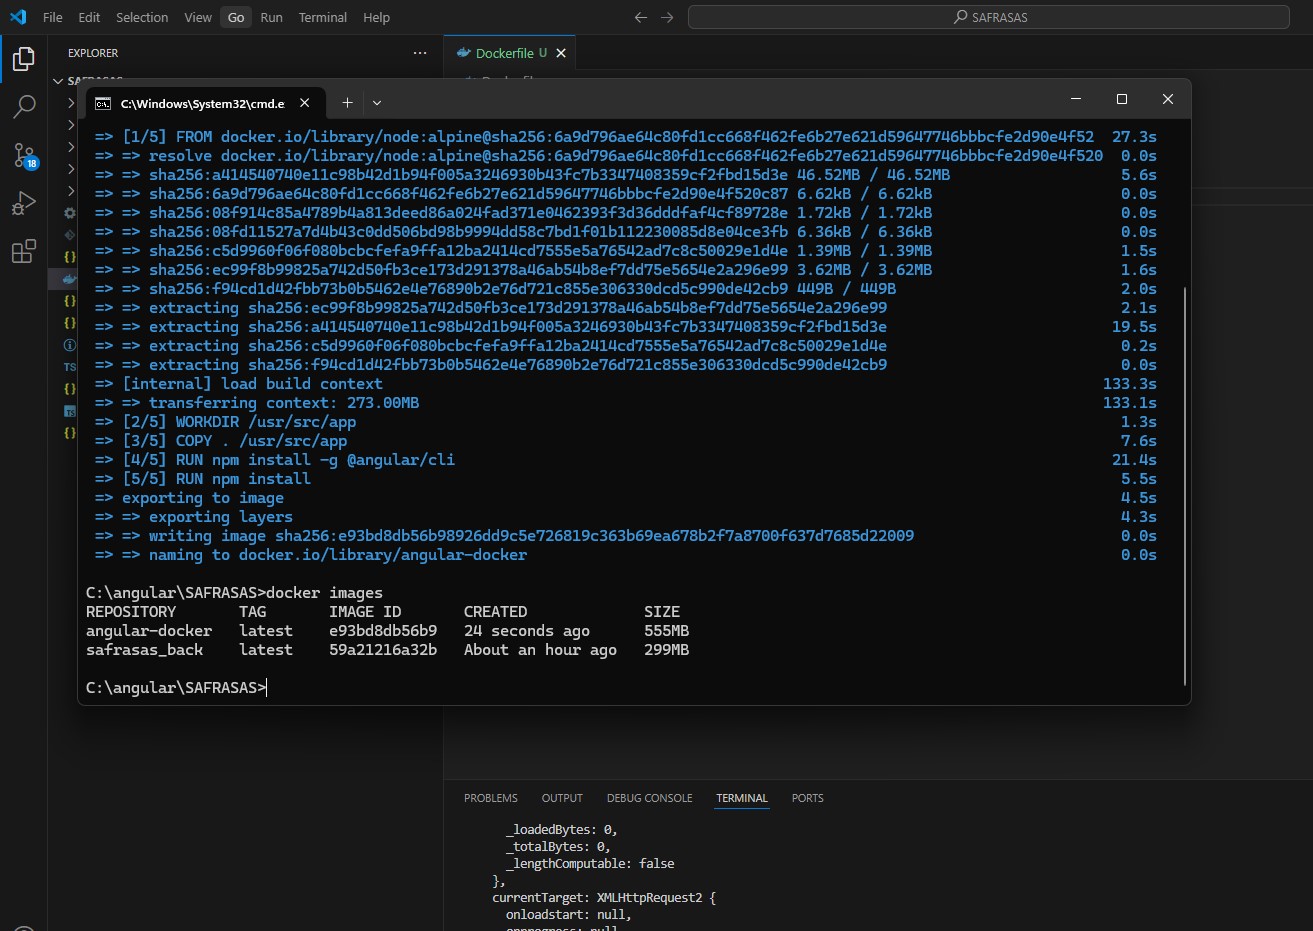 File Edit Selection View Go Run Terminal Help
SAFRASAS
EXPLORER
Dockerfile U
C:\Windows\System32\cmd.e
=> [1/5] FROM docker.io/library/node:alpine@sha256:6a9d796ae64c80fd1cc668f462fe6b27e621d59647746bbbcfe2d90e4f52 27.3s
=> => resolve docker.io/library/node:alpine@sha256:6a9d796ae64c80fd1cc668f462fe6b27e621d59647746bbbcfe2d90e4f520 0.0s
=> => sha256:a414540740e11c98b42d1b94f005a3246930b43fc7b3347408359cf2fbd15d3e 46.52MB / 46.52MB 5.6s
=> => sha256:6a9d796ae64c80fd1cc668f462fe6b27e621d59647746bbbcfe2d90e4f520c87 6.62kB / 6.62kB 0.0s
=> => sha256:08f914c85a4789b4a813deed86a024fad371e0462393f3d36dddfaf4cf89728e 1.72kB / 1.72kB 0.0s
=> => sha256:08fd11527a7d4b43c0dd506bd98b9994dd58c7bd1f01b112230085d8e04ce3fb 6.36kB / 6.36kB 0.0s
=> => sha256:c5d9960f06f080bcbcfefa9ffa12ba2414cd7555e5a76542ad7c8c50029e1d4e 1.39MB / 1.39MB 1.5s
=> => sha256:ec99f8b99825a742d50fb3ce173d291378a46ab54b8ef7dd75e5654e2a296e99 3.62MB / 3.62MB 1.6s
=> => sha256:f94cd1d42fbb73b0b5462e4e76890b2e76d721c855e306330dcd5c990de42cb9 449B / 449B 2.0s
=> => extracting sha256:ec99f8b99825a742d50fb3ce173d291378a46ab54b8ef7dd75e5654e2a296e99 2.1s
=> => extracting sha256:a414540740e11c98b42d1b94f005a3246930b43fc7b3347408359cf2fbd15d3e 19.5s
=> => extracting sha256:c5d9960f06f080bcbcfefa9ffa12ba2414cd7555e5a76542ad7c8c50029e1d4e 0.2s
=> => extracting sha256:f94cd1d42fbb73b0b5462e4e76890b2e76d721c855e306330dcd5c990de42cb9 0.0s
=> [internal] load build context 133.3s
=> => transferring context: 273.00MB 133.1s
=> [2/5] WORKDIR /usr/src/app 1.3s
=> [3/5] COPY . /usr/src/app 7.6s
=> [4/5] RUN npm install -g @angular/cli 21.4s
=> [5/5] RUN npm install 5.5s
=> exporting to image 4.5s
=> => exporting layers 4.3s
=> => writing image sha256:e93bd8db56b98926dd9c5e726819c363b69ea678b2f7a8700f637d7685d22009 0.0s
=> => naming to docker.io/library/angular-docker 0.0s
C:\angular\SAFRASAS>docker images
REPOSITORY TAG IMAGE ID CREATED SIZE
angular-docker latest e93bd8db56b9 24 seconds ago 555MB
safrasas_back latest 59a21216a32b About an hour ago 299MB
C:\angular\SAFRASAS>
18
TS
TS
PROBLEMS OUTPUT DEBUG CONSOLE TERMINAL PORTS
_loadedBytes: 0,
_totalBytes: 0,
_lengthComputable: false
},
currentTarget: XMLHttpRequest2 {
onloadstart: null,